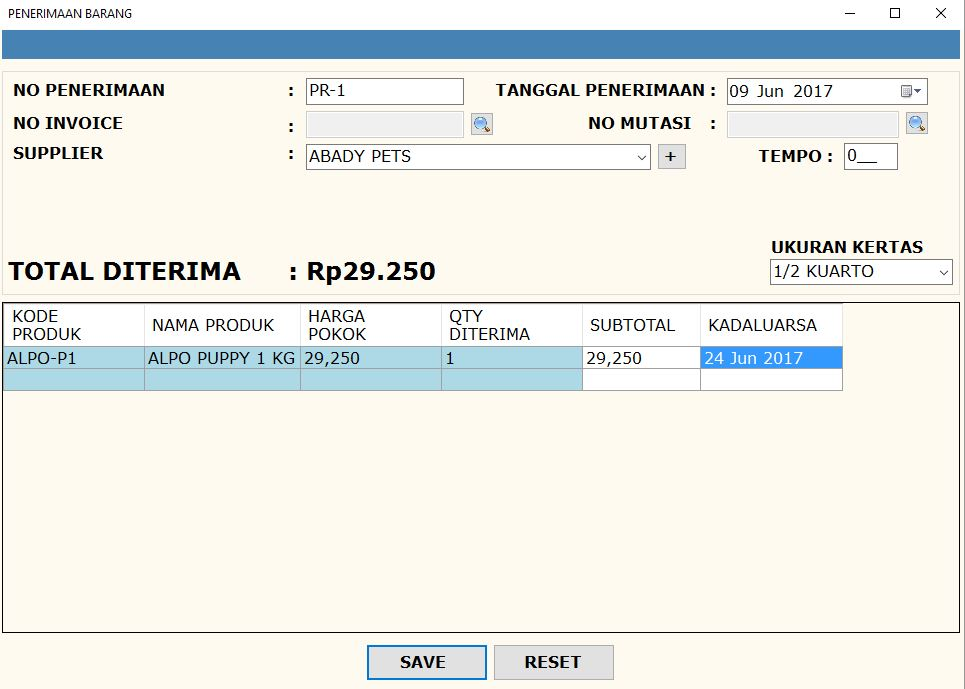 PENERIMAAN BARANG
NO PENERIMAAN : PR-1 TANGGAL PENERIMAAN : 09 Jun 2017
NO INVOICE : NO MUTASI :
SUPPLIER : ABADY PETS + TEMPO : 0__
UKURAN KERTAS
TOTAL DITERIMA : Rp29.250 1/2 KUARTO
KODE PRODUK NAMA PRODUK HARGA POKOK QTY DITERIMA SUBTOTAL KADALUARSA
ALPO-P1 ALPO PUPPY 1 KG 29,250 1 29,250 24 Jun 2017
SAVE RESET